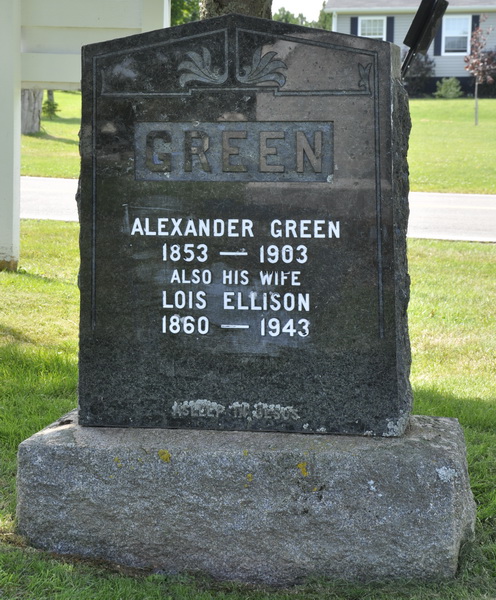 GREEN
ALEXANDER GREEN
1853 — 1903
ALSO HIS WIFE
LOIS ELLISON
1860 — 1943
ASLEEP IN JESUS